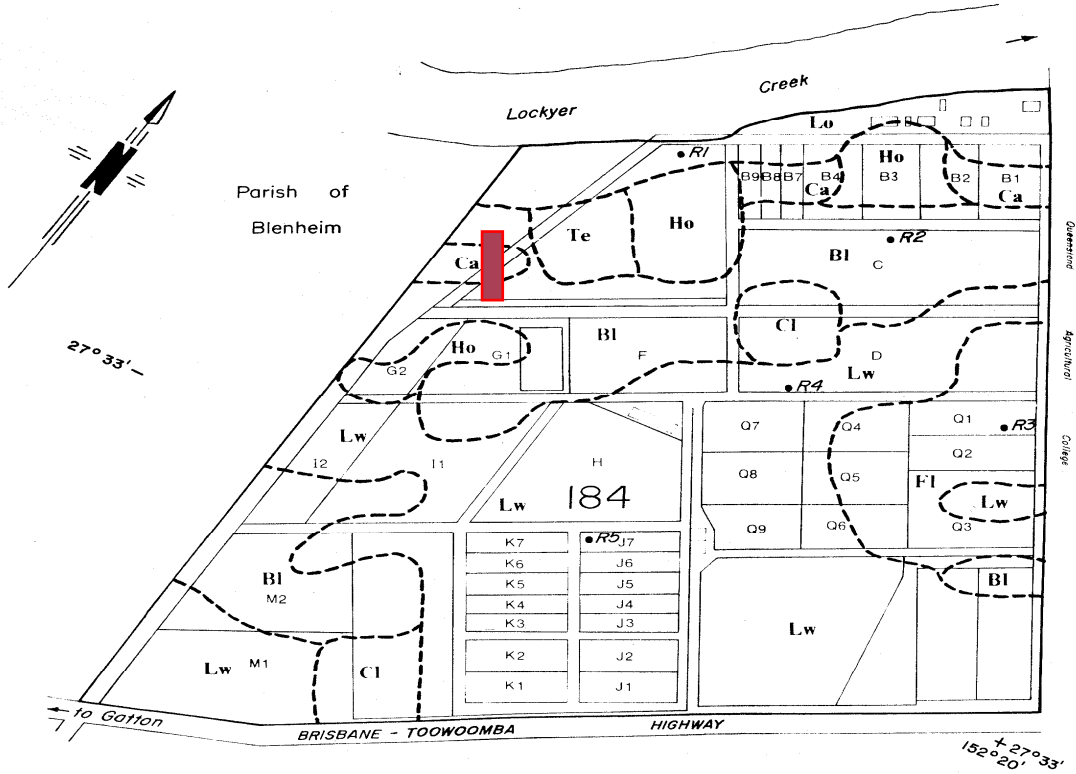 Creek
Lockyer
Lo
R1
Ho
B9 B8 B7 B4 B3 B2 B1
Ca
Ca
Parish of
Blenheim
N
Te
Ho
R2
Bl
C
Queensland
Ca
Cl
Bl
Ho
G1
F
D
Agricultural
27°33'
G2
Lw
R4
Q7
Q4
Q1
R3
Lw
Q2
College
I2
I1
H
Q8
Q5
Fl
184
Lw
Lw
Q9
Q6
Q3
K7
R5
J7
K6
J6
Bl
K5
J5
Bl
M2
K4
J4
K3
J3
Lw
K2
J2
Lw
M1
Cl
K1
J1
to Gatton
BRISBANE - TOOWOOMBA HIGHWAY
27°33'
152°20'